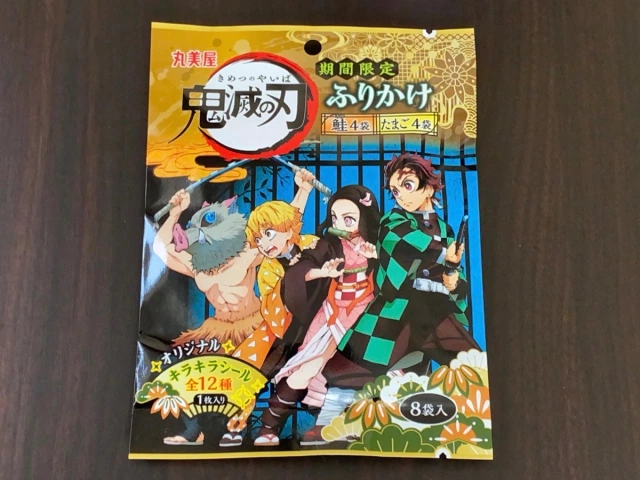 丸美屋
きめつのやいば
鬼滅の刃
期間限定
ふりかけ
鮭4袋
たまご4袋
オリジナル
キラキラシール
全12種
1枚入り
8袋入